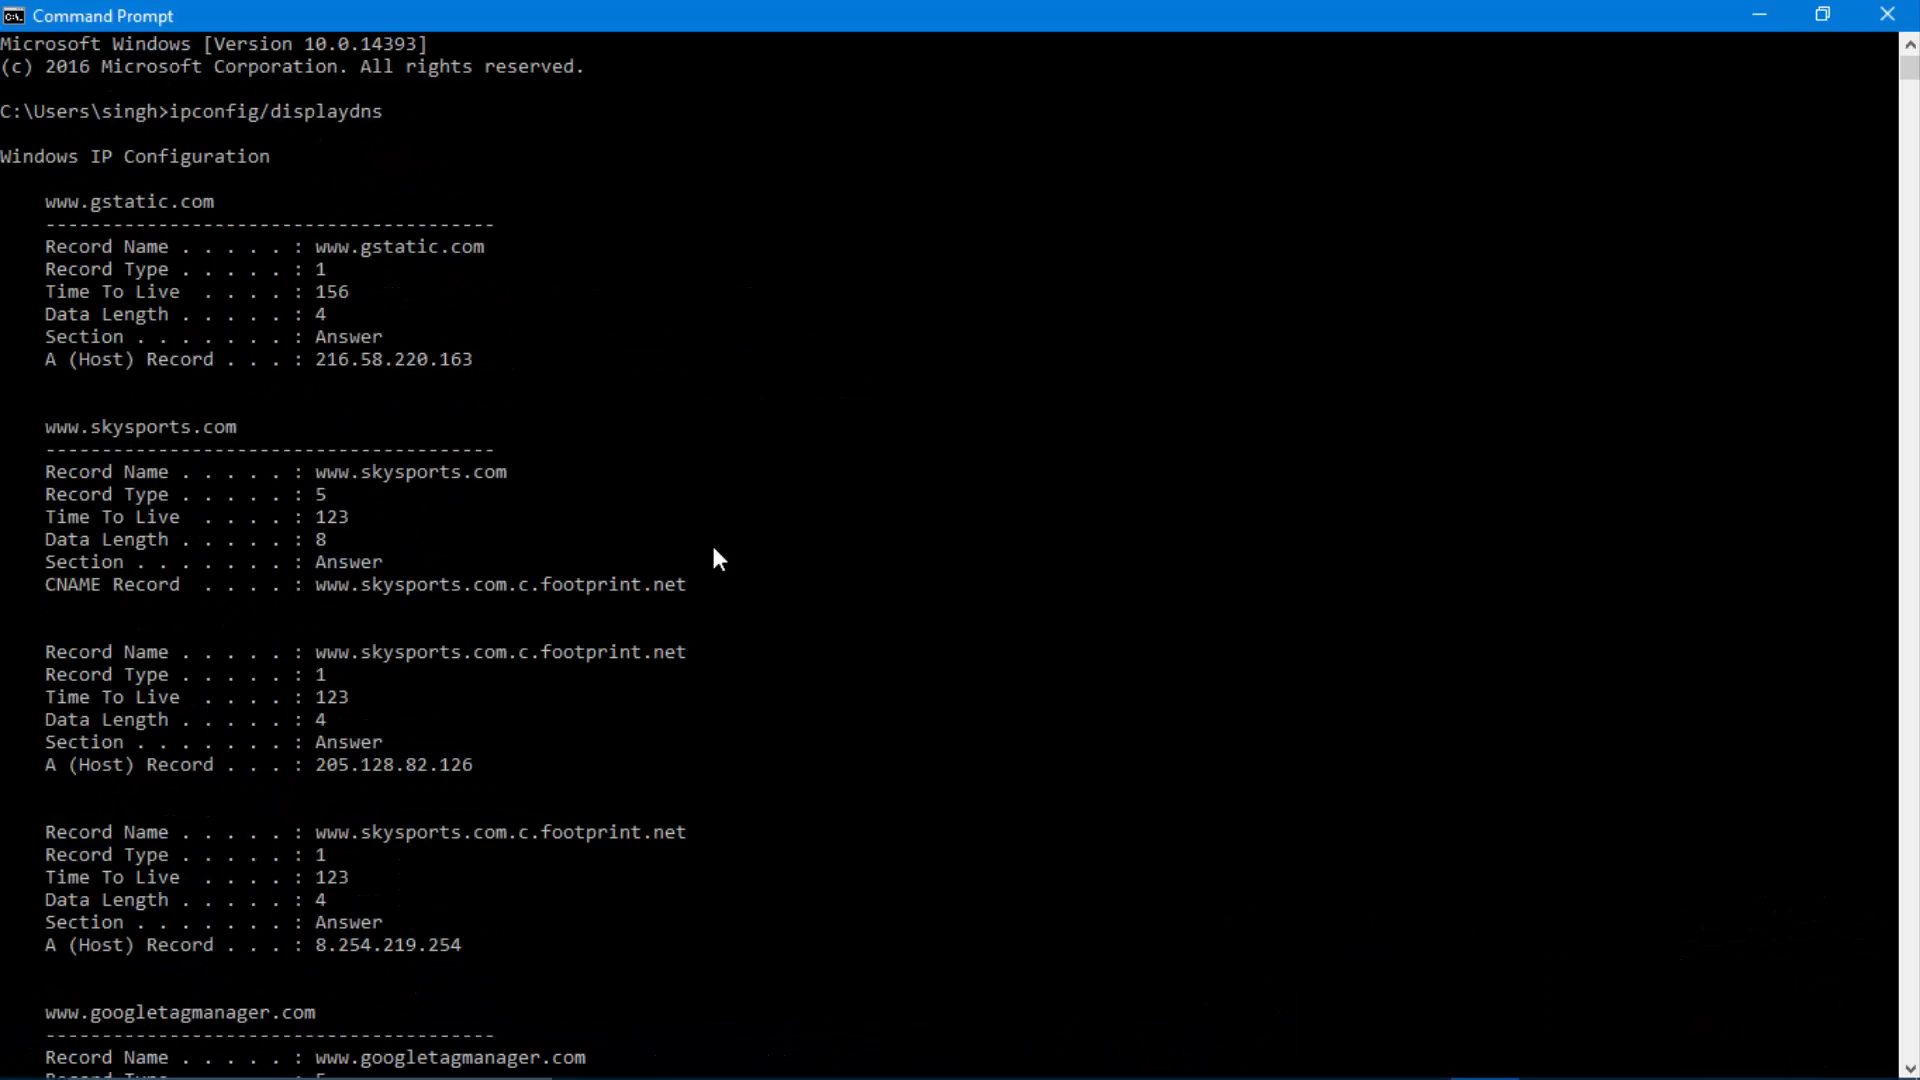 Command Prompt
Microsoft Windows [Version 10.0.14393]
(c) 2016 Microsoft Corporation. All rights reserved.
C:\Users\singh>ipconfig/displaydns
Windows IP Configuration
www.gstatic.com
----------------------------------------
Record Name . . . . . : www.gstatic.com
Record Type . . . . . : 1
Time To Live  . . . . : 156
Data Length . . . . . : 4
Section . . . . . . . : Answer
A (Host) Record . . . : 216.58.220.163
www.skysports.com
----------------------------------------
Record Name . . . . . : www.skysports.com
Record Type . . . . . : 5
Time To Live  . . . . : 123
Data Length . . . . . : 8
Section . . . . . . . : Answer
CNAME Record  . . . . : www.skysports.com.c.footprint.net
Record Name . . . . . : www.skysports.com.c.footprint.net
Record Type . . . . . : 1
Time To Live  . . . . : 123
Data Length . . . . . : 4
Section . . . . . . . : Answer
A (Host) Record . . . : 205.128.82.126
Record Name . . . . . : www.skysports.com.c.footprint.net
Record Type . . . . . : 1
Time To Live  . . . . : 123
Data Length . . . . . : 4
Section . . . . . . . : Answer
A (Host) Record . . . : 8.254.219.254
www.googletagmanager.com
----------------------------------------
Record Name . . . . . : www.googletagmanager.com